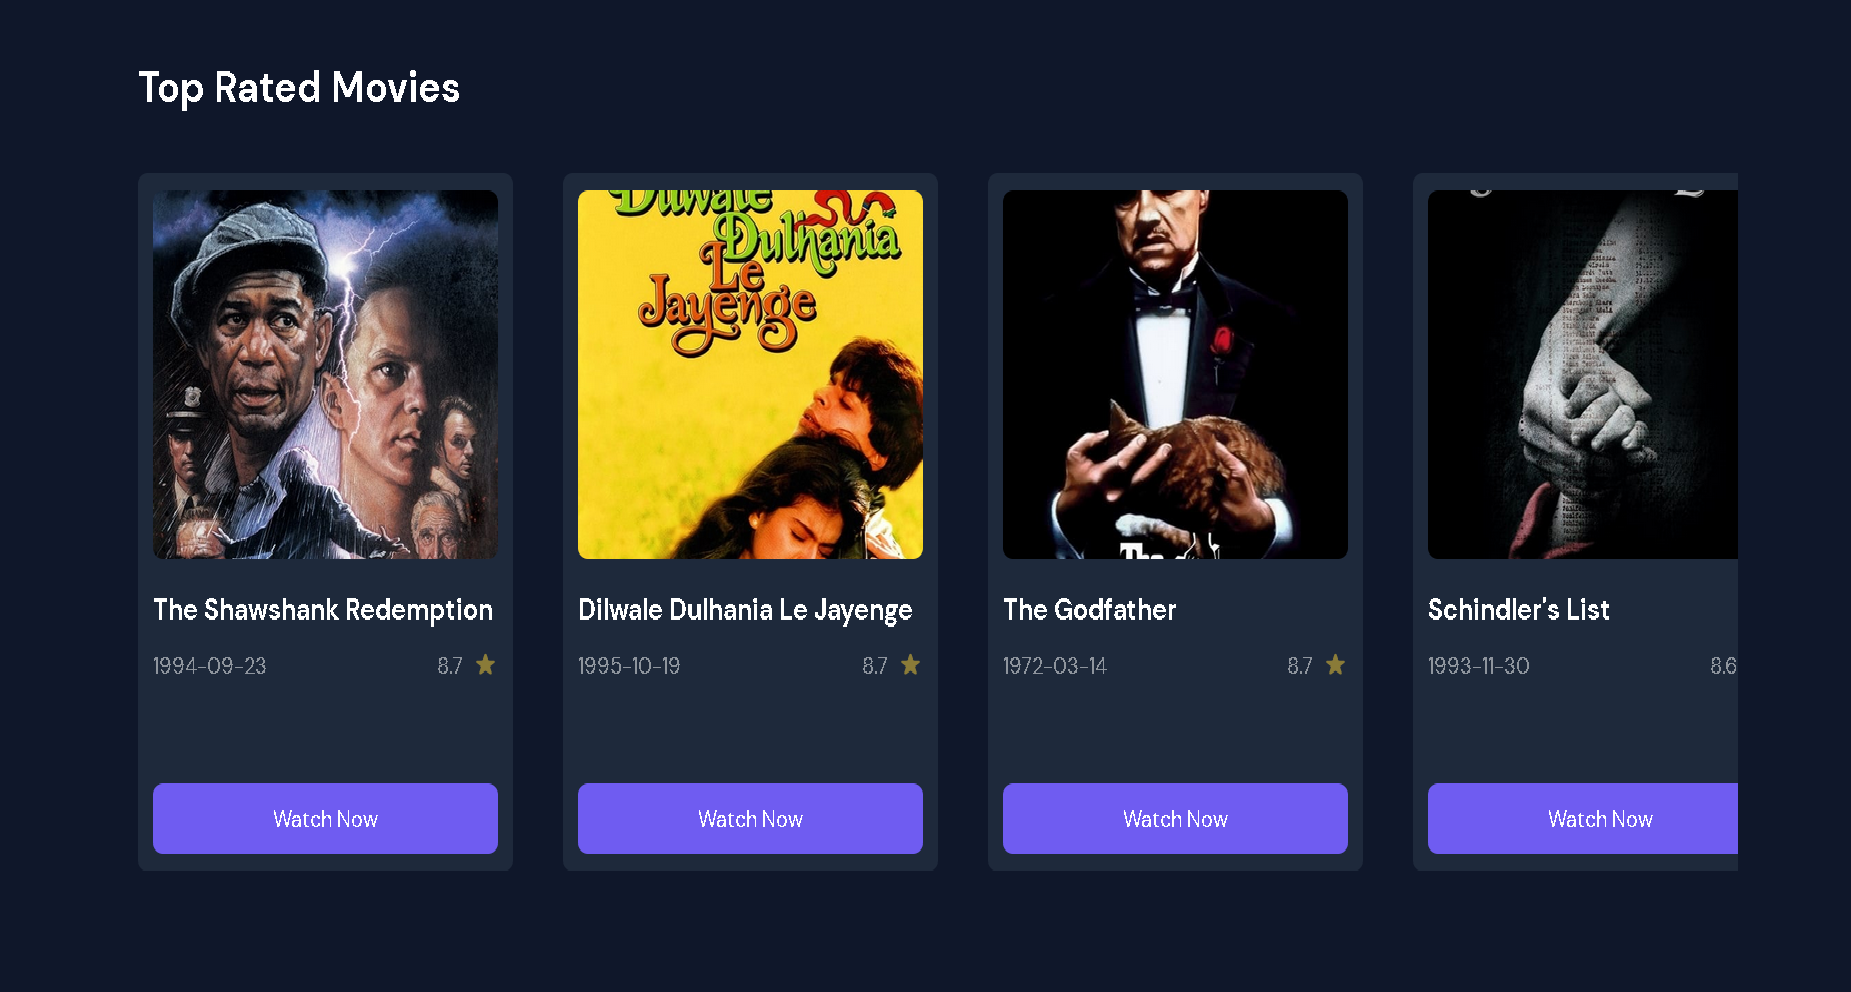 Top Rated Movies
Dilwale
Dulhania
Le
Jayenge
The
The Shawshank Redemption
1994-09-23 8.7
Dilwale Dulhania Le Jayenge
1995-10-19 8.7
The Godfather
1972-03-14 8.7
Schindler's List
1993-11-30 8.6
Watch Now
Watch Now
Watch Now
Watch Now